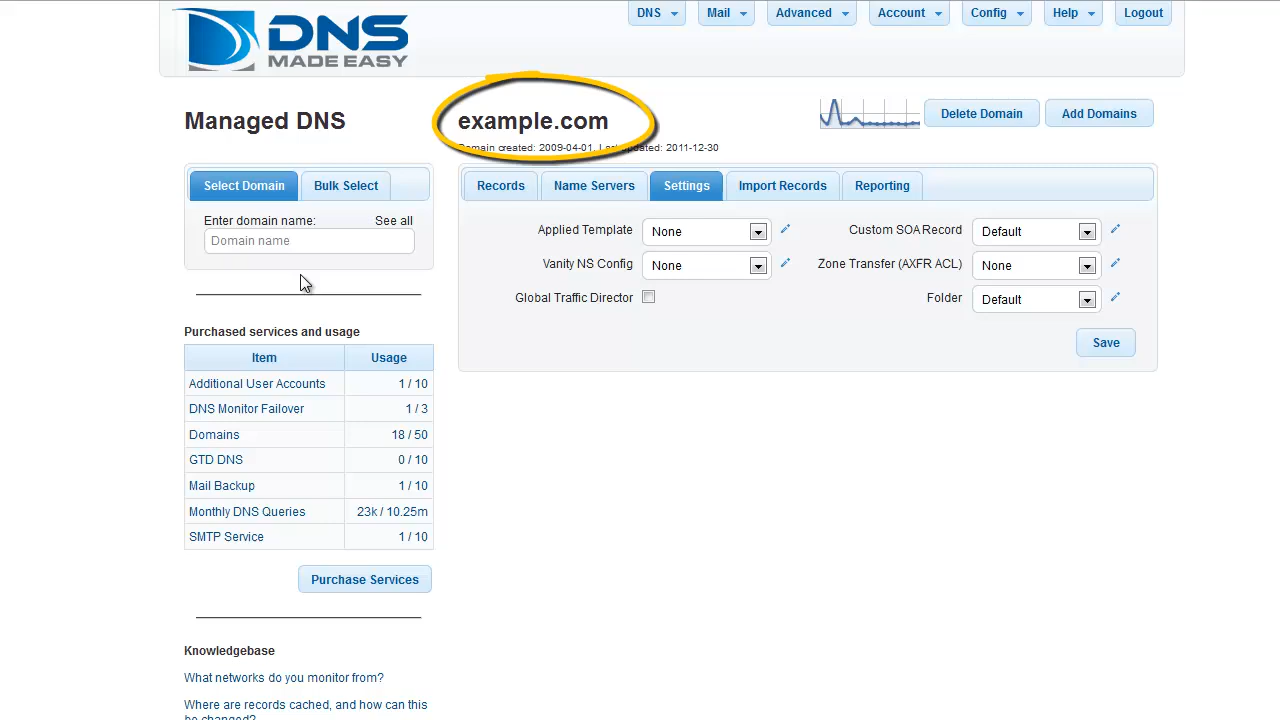 DNS
MADE EASY
DNS
Mail
Advanced
Account
Config
Help
Logout
Managed DNS
example.com
Domain created: 2009-04-01, Last updated: 2011-12-30
Delete Domain
Add Domains
Select Domain
Bulk Select
Enter domain name:
See all
Domain name
Records
Name Servers
Settings
Import Records
Reporting
Applied Template
None
Custom SOA Record
Default
Vanity NS Config
None
Zone Transfer (AXFR ACL)
None
Global Traffic Director
Folder
Default
Save
Purchased services and usage
Item
Usage
Additional User Accounts
1 / 10
DNS Monitor Failover
1 / 3
Domains
18 / 50
GTD DNS
0 / 10
Mail Backup
1 / 10
Monthly DNS Queries
23k / 10.25m
SMTP Service
1 / 10
Purchase Services
Knowledgebase
What networks do you monitor from?
Where are records cached, and how can this
be changed?